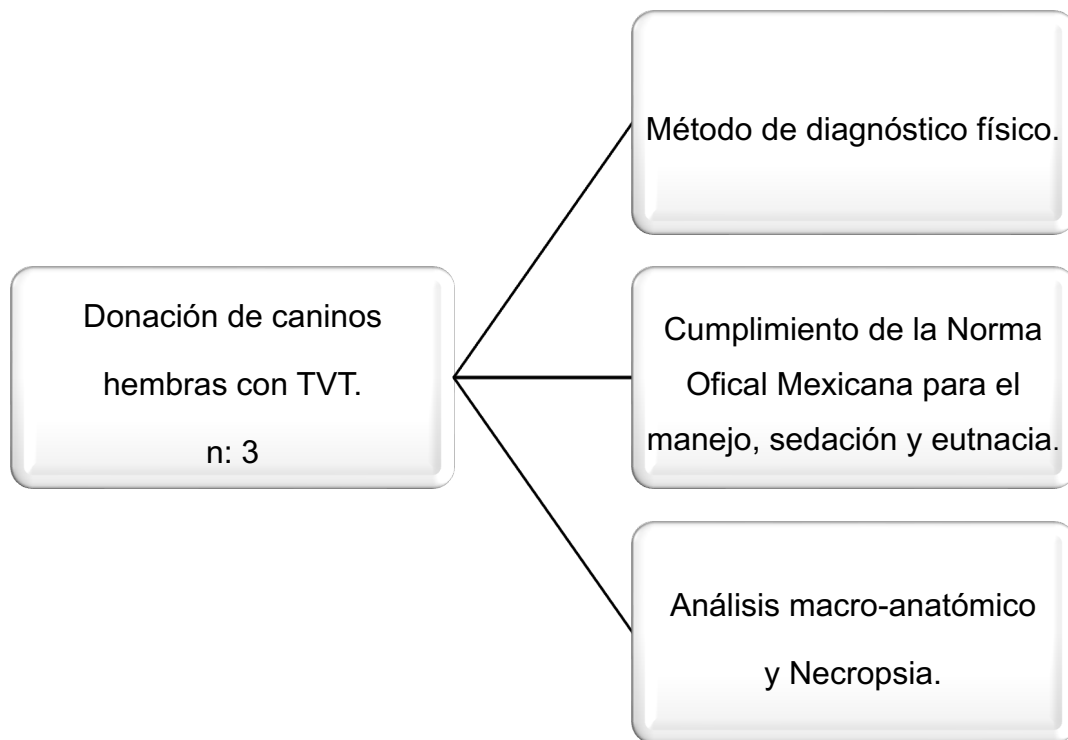 Donación de caninos
hembras con TVT.
n: 3
Método de diagnóstico físico.
Cumplimiento de la Norma
Ofical Mexicana para el
manejo, sedación y eutnacia.
Análisis macro-anatómico
y Necropsia.